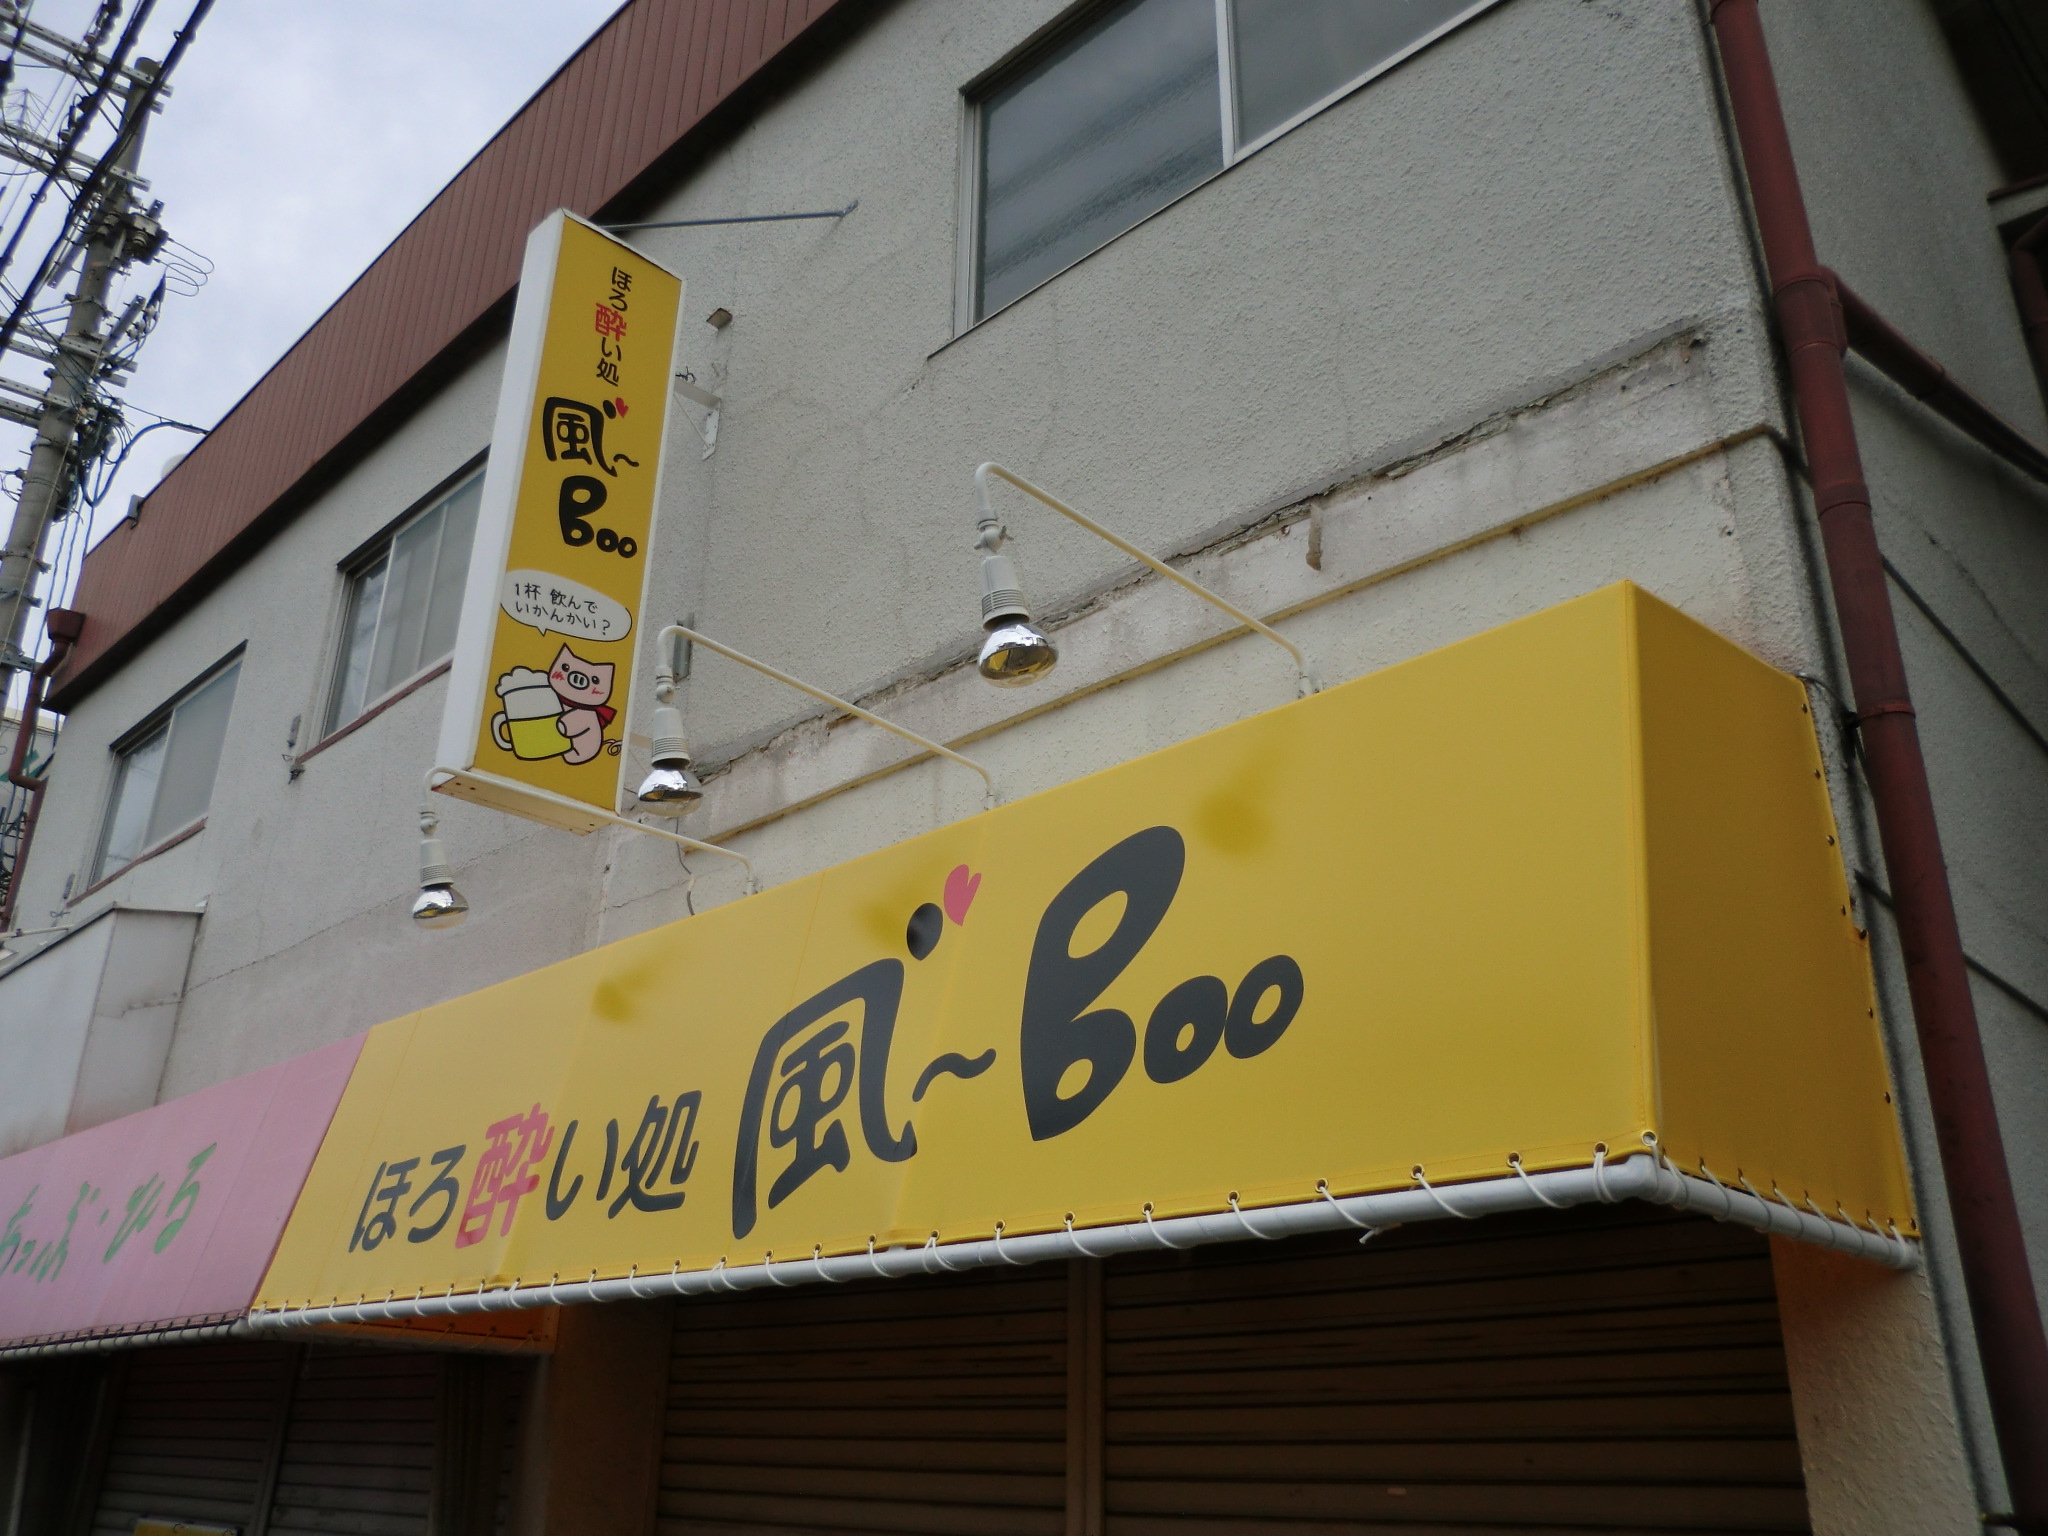 ほろ酔い処
風゛～
Boo
1杯 飲んで
いかんかい？
ほろ酔い処 風゛～Boo